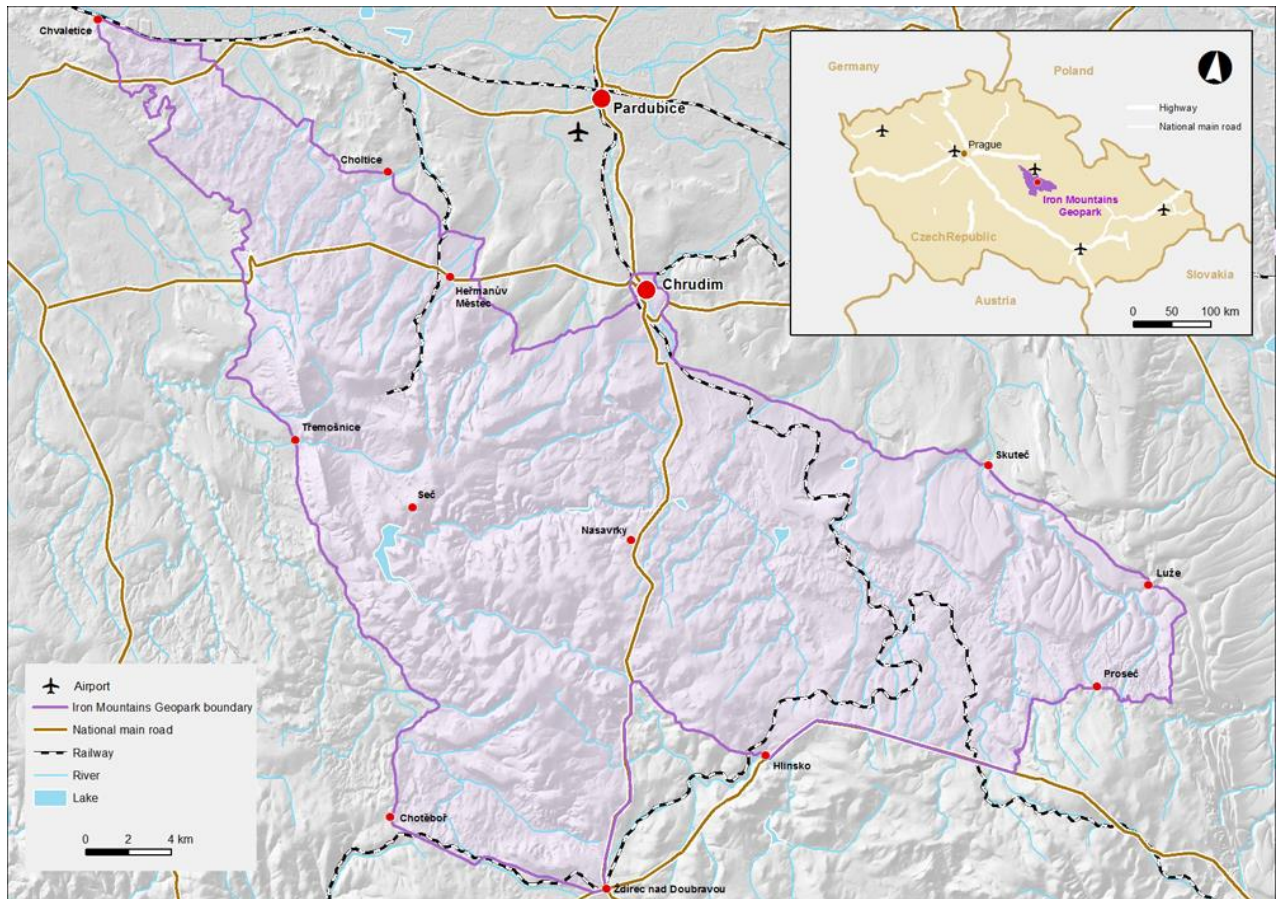 Chvaletice
Pardubice
Choltice
Heřmanův
Městec
Chrudim
Třemošnice
Seč
Nasavrky
Skuteč
Luže
Proseč
Hlinsko
Chotěboř
Ždírec nad Doubravou
Germany
Poland
Highway
National main road
Prague
Iron Mountains
Geopark
CzechRepublic
Slovakia
Austria
0 50 100 km
Airport
Iron Mountains Geopark boundary
National main road
Railway
River
Lake
0 2 4 km